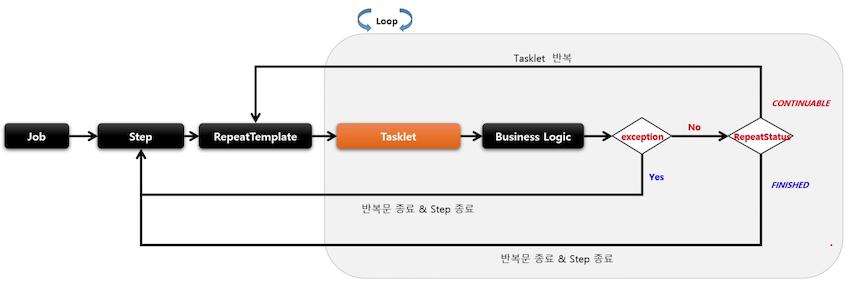 Loop
Tasklet 반복
CONTINUABLE
Job
Step
RepeatTemplate
Tasklet
Business Logic
exception
No
RepeatStatus
Yes
FINISHED
반복문 종료 & Step 종료
반복문 종료 & Step 종료